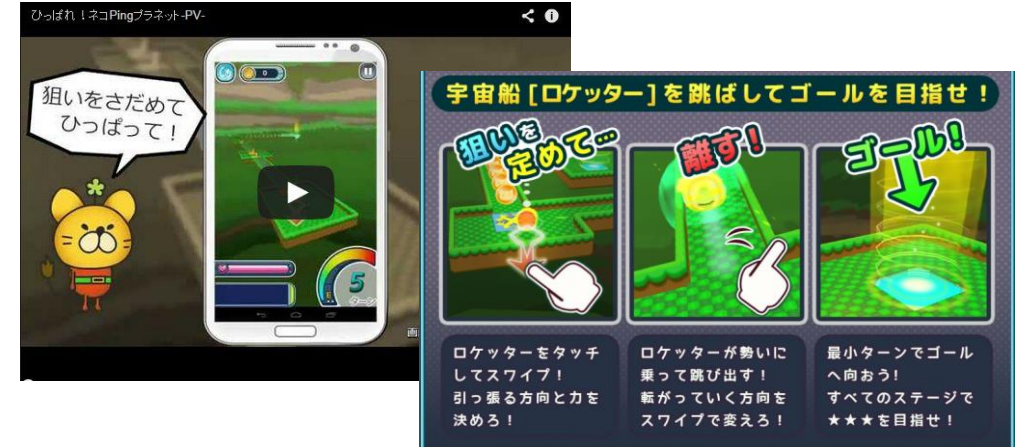 ひっぱれ！ネコPingプラネット-PV-
狙いをさだめて
ひっぱって！
0
5
ターン
画
宇宙船［ロケッター］を跳ばしてゴールを目指せ！
狙いを
定めて…
離す！
ゴール！
ロケッターをタッチ
してスワイプ！
引っ張る方向と力を
決めろ！
ロケッターが勢いに
乗って跳び出す！
転がっていく方向を
スワイプで変えろ！
最小ターンでゴール
へ向おう！
すべてのステージで
★★★を目指せ！